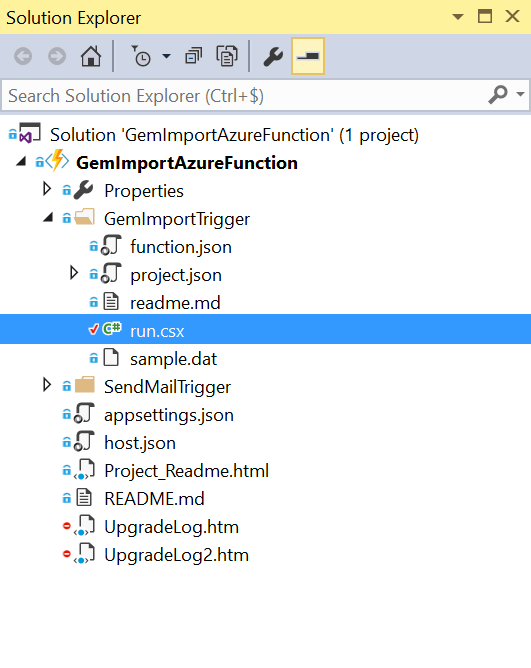 Solution Explorer
Search Solution Explorer (Ctrl+$)
Solution 'GemImportAzureFunction' (1 project)
GemImportAzureFunction
Properties
GemImportTrigger
function.json
project.json
readme.md
C# run.csx
sample.dat
SendMailTrigger
appsettings.json
host.json
Project_Readme.html
README.md
UpgradeLog.htm
UpgradeLog2.htm